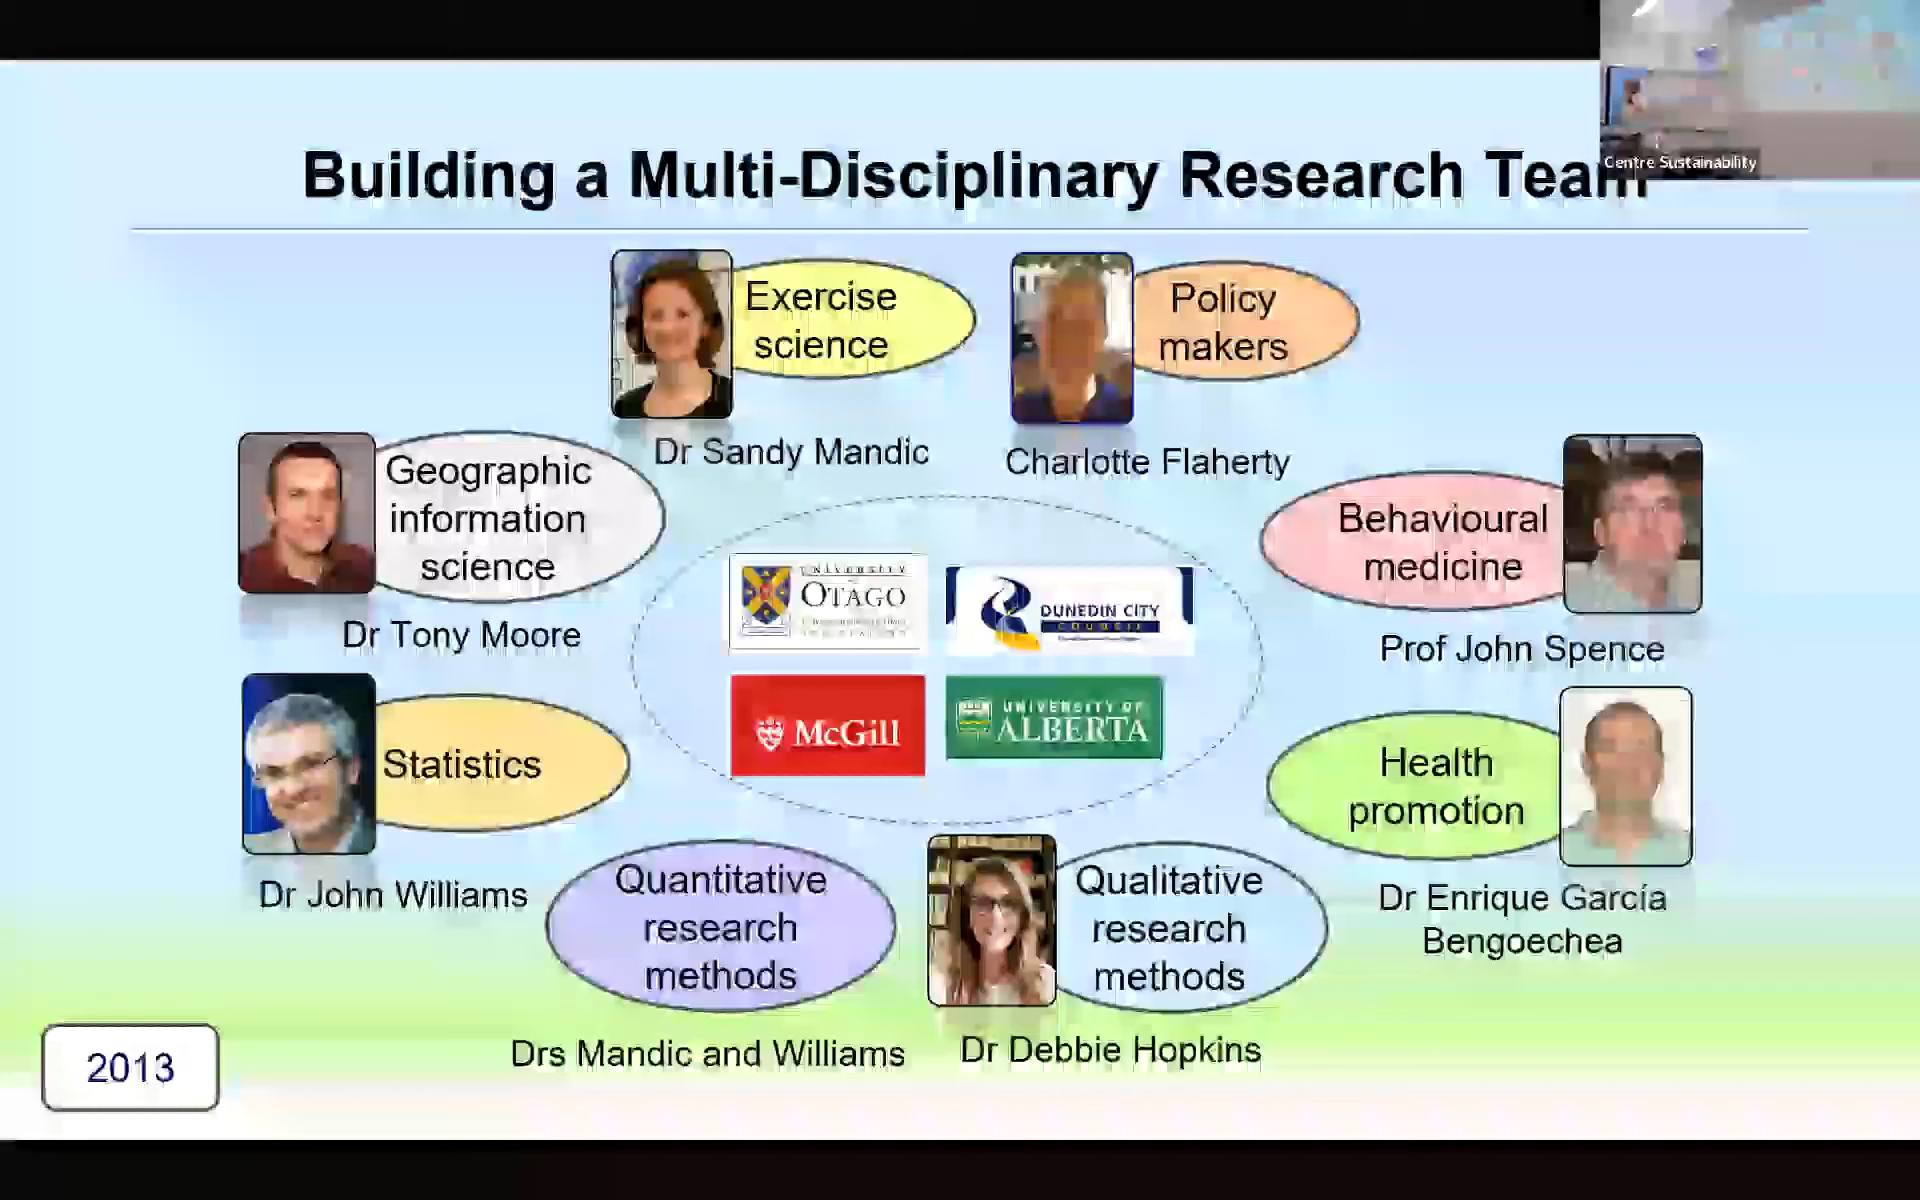 Centre Sustainability
Building a Multi-Disciplinary Research Team
Exercise
science
Dr Sandy Mandic
Policy
makers
Charlotte Flaherty
Geographic
information
science
Dr Tony Moore
Behavioural
medicine
Prof John Spence
UNIVERSITY
OTAGO
DUNEDIN CITY
COUNCIL
McGill
UNIVERSITY OF
ALBERTA
Statistics
Dr John Williams
Health
promotion
Dr Enrique García
Bengoechea
Quantitative
research
methods
Drs Mandic and Williams
Qualitative
research
methods
Dr Debbie Hopkins
2013